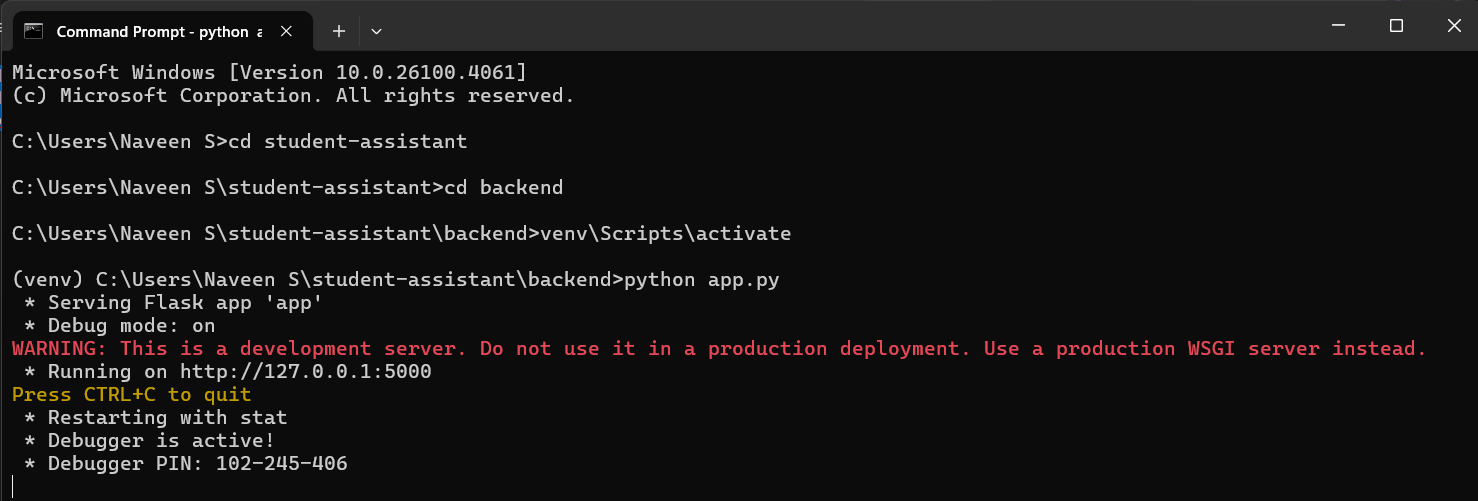 Command Prompt - python a
Microsoft Windows [Version 10.0.26100.4061]
(c) Microsoft Corporation. All rights reserved.
C:\Users\Naveen S>cd student-assistant
C:\Users\Naveen S\student-assistant>cd backend
C:\Users\Naveen S\student-assistant\backend>venv\Scripts\activate
(venv) C:\Users\Naveen S\student-assistant\backend>python app.py
 * Serving Flask app 'app'
 * Debug mode: on
WARNING: This is a development server. Do not use it in a production deployment. Use a production WSGI server instead.
 * Running on http://127.0.0.1:5000
Press CTRL+C to quit
 * Restarting with stat
 * Debugger is active!
 * Debugger PIN: 102-245-406